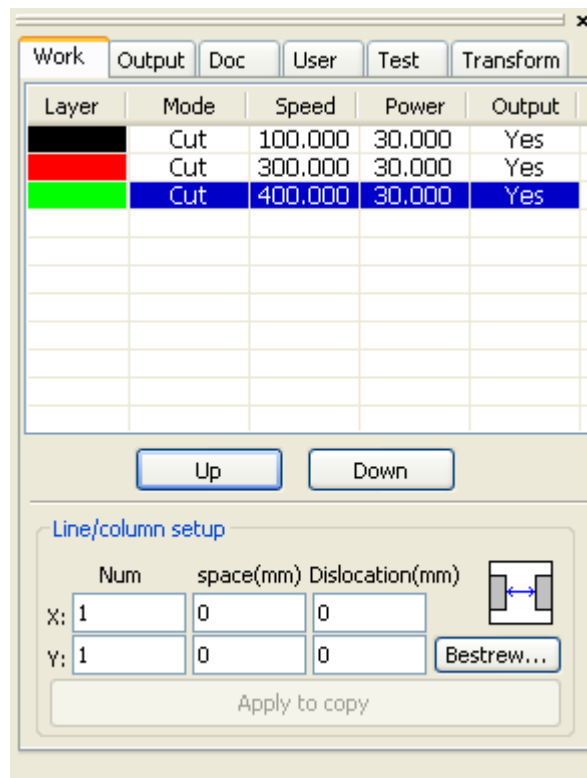 Work Output Doc User Test Transform
Layer Mode Speed Power Output
Cut 100.000 30.000 Yes
Cut 300.000 30.000 Yes
Cut 400.000 30.000 Yes
Up Down
Line/column setup
Num space(mm) Dislocation(mm)
X: 1 0 0
Y: 1 0 0 Bestrew...
Apply to copy